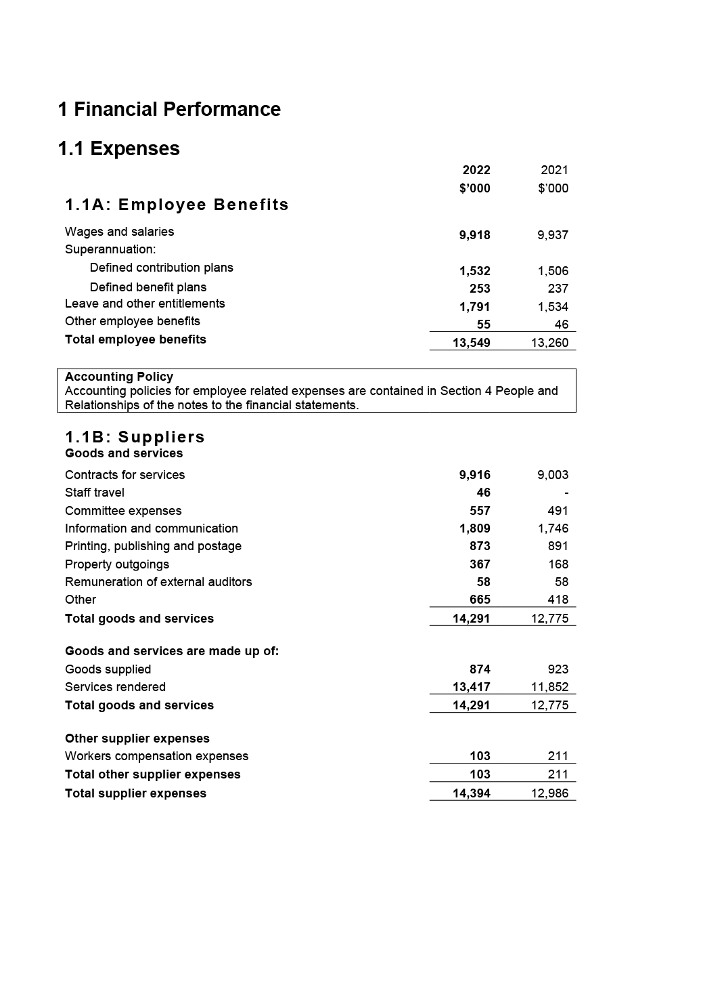 1 Financial Performance
1.1 Expenses
2022 2021
$’000 $’000
1.1A: Employee Benefits
Wages and salaries 9,918 9,937
Superannuation:
Defined contribution plans 1,532 1,506
Defined benefit plans 253 237
Leave and other entitlements 1,791 1,534
Other employee benefits 55 46
Total employee benefits 13,549 13,260
Accounting Policy
Accounting policies for employee related expenses are contained in Section 4 People and
Relationships of the notes to the financial statements.
1.1B: Suppliers
Goods and services
Contracts for services 9,916 9,003
Staff travel 46 -
Committee expenses 557 491
Information and communication 1,809 1,746
Printing, publishing and postage 873 891
Property outgoings 367 168
Remuneration of external auditors 58 58
Other 665 418
Total goods and services 14,291 12,775
Goods and services are made up of:
Goods supplied 874 923
Services rendered 13,417 11,852
Total goods and services 14,291 12,775
Other supplier expenses
Workers compensation expenses 103 211
Total other supplier expenses 103 211
Total supplier expenses 14,394 12,986